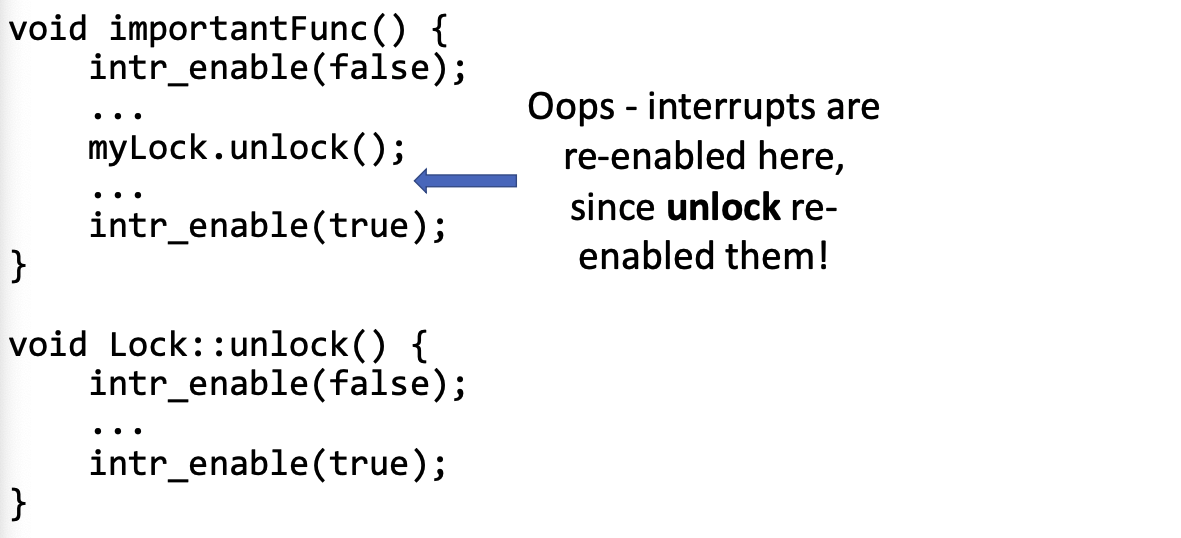 void importantFunc() {
    intr_enable(false);
    ...
    myLock.unlock();
    ...
    intr_enable(true);
}
Oops - interrupts are
re-enabled here,
since unlock re-
enabled them!
void Lock::unlock() {
    intr_enable(false);
    ...
    intr_enable(true);
}